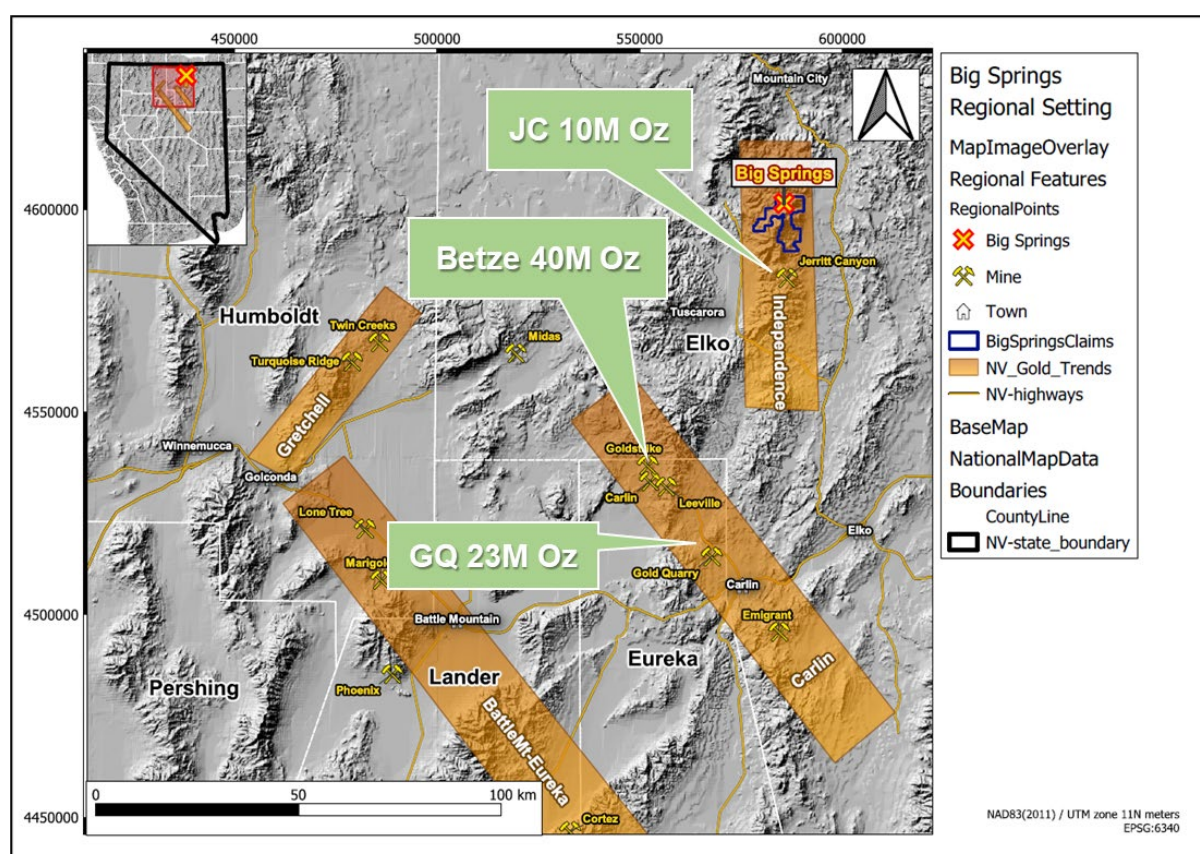 450000
500000
550000
600000
4600000
4550000
4500000
4450000
Mountain City
JC 10M Oz
Big Springs
Jerritt Canyon
Betze 40M Oz
Independence
Tuscarora
Humboldt
Twin Creeks
Turquoise Ridge
Midas
Elko
Getchell
Winnemucca
Golconda
Goldstrike
Carlin
Leeville
Lone Tree
Elko
GQ 23M Oz
Marigold
Gold Quarry
Carlin
Battle Mountain
Emigrant
Eureka
Carlin
Phoenix
Lander
Pershing
BattleMt-Eureka
Cortez
0
50
100 km
Big Springs
Regional Setting
MapImageOverlay
Regional Features
RegionalPoints
Big Springs
Mine
Town
BigSpringsClaims
NV_Gold_Trends
NV-highways
BaseMap
NationalMapData
Boundaries
CountyLine
NV-state_boundary
NAD83(2011) / UTM zone 11N meters
EPSG:6340